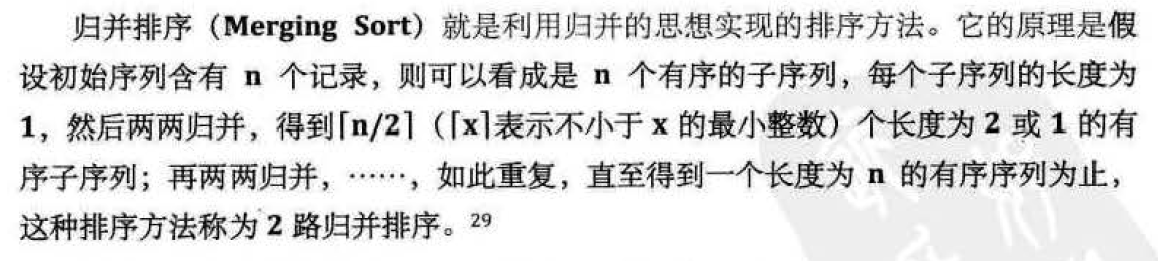 归并排序（Merging Sort）就是利用归并的思想实现的排序方法。它的原理是假
设初始序列含有 n 个记录，则可以看成是 n 个有序的子序列，每个子序列的长度为
1，然后两两归并，得到⌈n/2⌉（⌈x⌉表示不小于 x 的最小整数）个长度为 2 或 1 的有
序子序列；再两两归并，……，如此重复，直至得到一个长度为 n 的有序序列为止，
这种排序方法称为 2 路归并排序。29